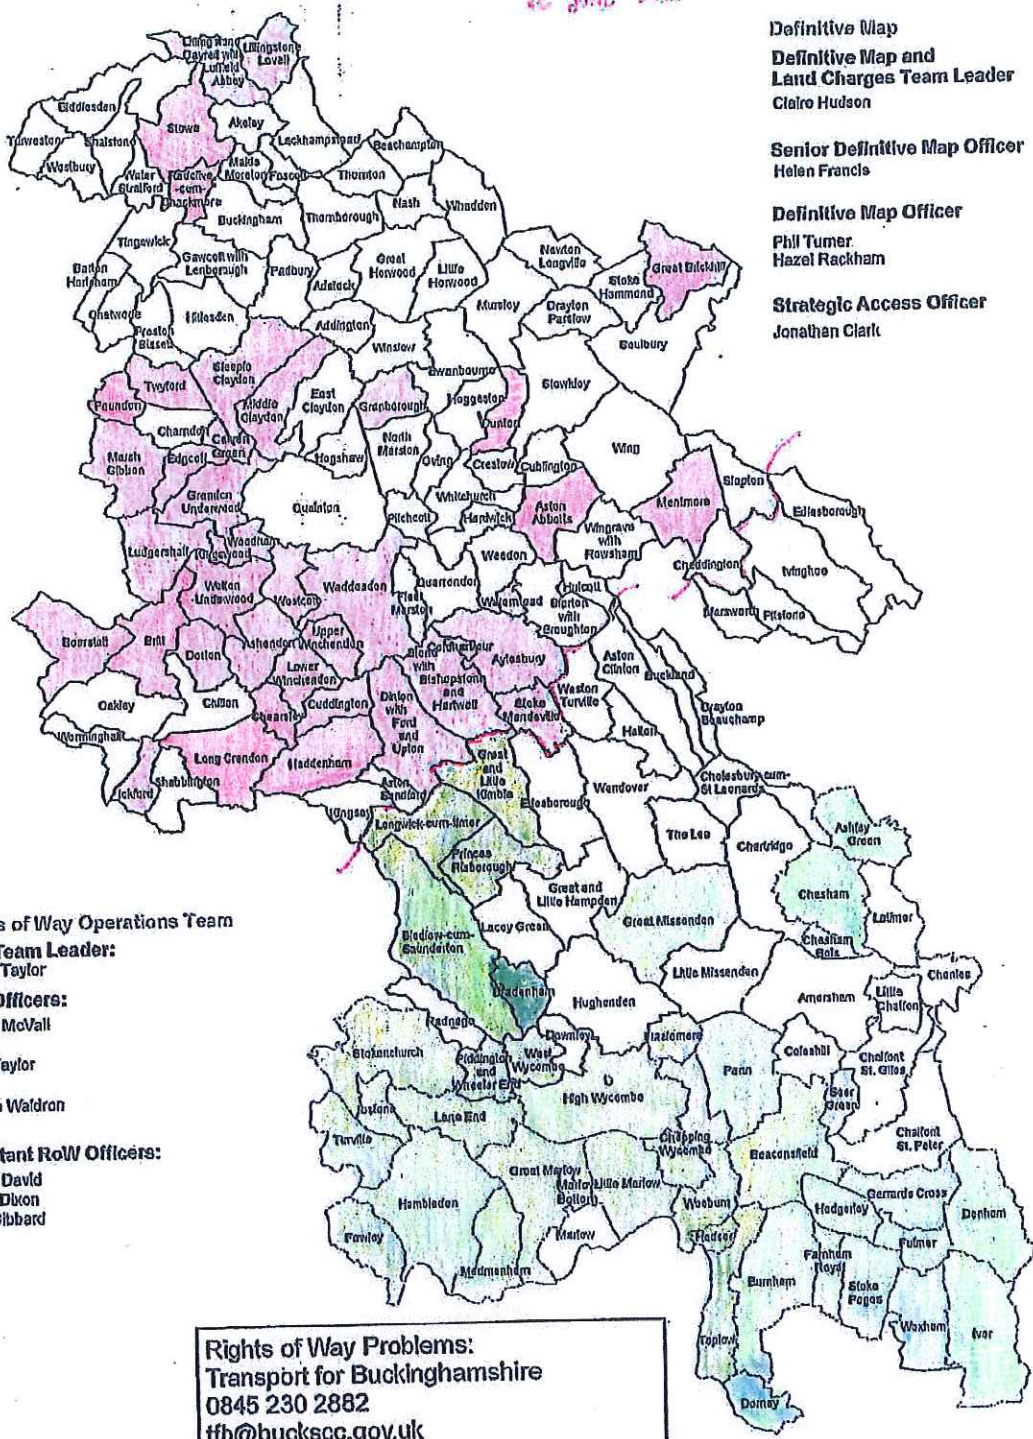 Definitive Map
Definitive Map and
Land Charges Team Leader
Claire Hudson
Senior Definitive Map Officer
Helen Francis
Definitive Map Officer
Phil Turner
Hazel Rackham
Strategic Access Officer
Jonathan Clark
Lillingstone
Lovell
Biddlesden
Stowe
Akeley
Leckhampstead
Beachampton
Turweston
Shalstone
Westbury
Water
Stratford
Radclive
-cum-
Chackmore
Maids
Moreton
Foscott
Thornton
Nash
Whaddon
Buckingham
Thornborough
Tingewick
Gawcott with
Lenborough
Padbury
Great
Horwood
Little
Horwood
Newton
Longville
Stoke
Hammond
Great Brickhill
Barton
Hartsham
Adstock
Mursley
Drayton
Parslow
Chetwode
Preston
Bissett
Hillesden
Addington
Winslow
Soulbury
Steeple
Claydon
Swanbourne
Stewkley
Twyford
Poundon
Middle
Claydon
East
Claydon
Granborough
Hoggeston
Dunton
Charndon
Calvert
Green
North
Marston
Marsh
Gibbon
Edgcott
Hogshaw
Oving
Creslow
Cublington
Wing
Slapton
Grendon
Underwood
Quainton
Whitchurch
Aston
Abbotts
Mentmore
Edlesborough
Pitchcott
Hardwick
Wingrave
with
Rowsham
Ludgershall
Kingswood
Woodham
Weedon
Cheddington
Ivinghoe
Wotton
Underwood
Westcott
Waddesdon
Fleet
Marston
Quarrendon
Hulcott
Bierton
with
Broughton
Marsworth
Pitstone
Boarstall
Brill
Dorton
Ashendon
Upper
Winchendon
Lower
Winchendon
Coldharbour
Stone
with
Bishopstone
and
Hartwell
Aylesbury
Aston
Clinton
Buckland
Drayton
Beauchamp
Oakley
Chilton
Chearsley
Cuddington
Dinton
with
Ford
and
Upton
Stoke
Mandeville
Weston
Turville
Halton
Worminghall
Long Crendon
Haddenham
Ickford
Shabbington
Aston
Sandford
Great
and
Little
Kimble
Ellesborough
Wendover
Cholesbury-cum-
St Leonards
Kingsey
Longwick-cum-Ilmer
The Lee
Chartridge
Ashley
Green
Princes
Risborough
Great and
Little Hampden
Great Missenden
Chesham
Latimer
Bledlow-cum-
Saunderton
Lacey Green
Chesham
Bois
Little Missenden
Chenies
Bradenham
Hughenden
Amersham
Little
Chalfont
Radnage
Downley
Hazlemere
Coleshill
Chalfont
St. Giles
Stokenchurch
Piddington
and
Wheeler End
West
Wycombe
Penn
Seer
Green
Ibstone
Lane End
High Wycombe
Turville
Chepping
Wycombe
Chalfont
St. Peter
Beaconsfield
Great Marlow
Marlow
Bottom
Little Marlow
Hambleden
Wooburn
Hedgerley
Gerrards Cross
Denham
Fawley
Marlow
Hedsor
Fulmer
Medmenham
Burnham
Farnham
Royal
Stoke
Poges
Wexham
Iver
Taplow
Dorney
s of Way Operations Team
Team Leader:
Taylor
Officers:
McVall
aylor
Waldron
tant RoW Officers:
David
Dixon
ibbard
Rights of Way Problems:
Transport for Buckinghamshire
0845 230 2882
tfb@buckscc.gov.uk